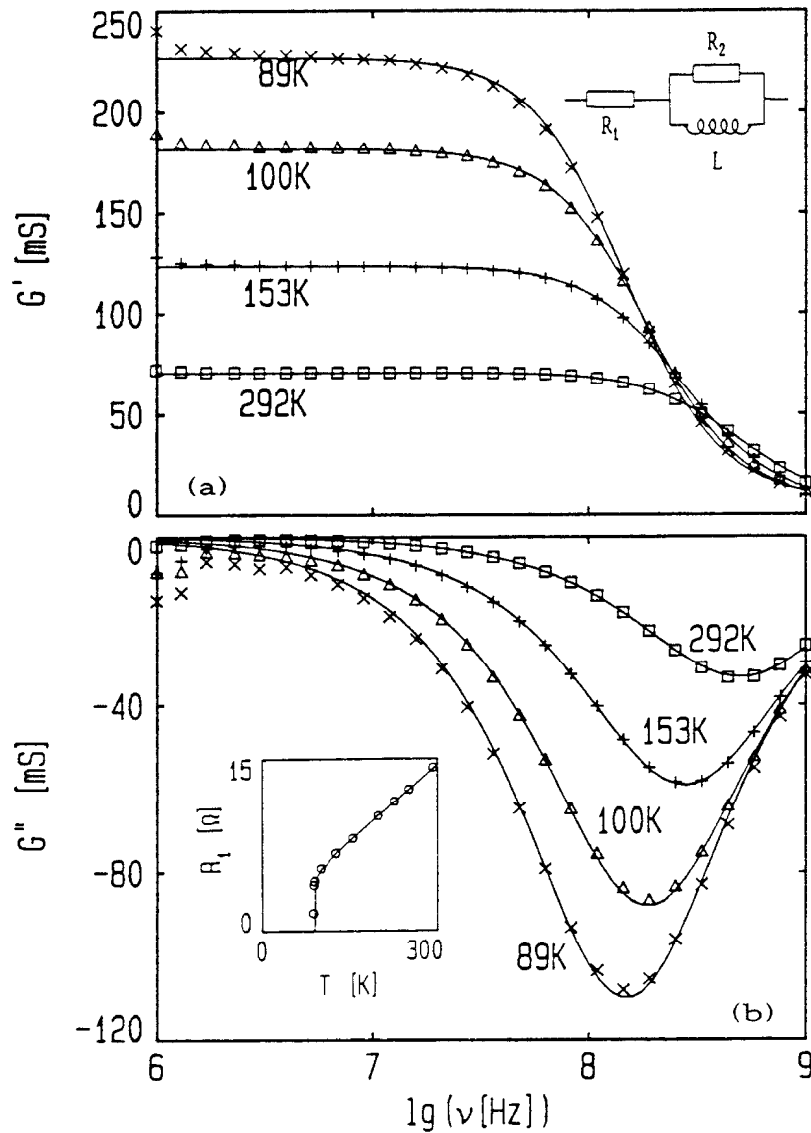 250
200
150
100
50
0
G' [mS]
89K
100K
153K
292K
(a)
R₁
R₂
L
0
-40
-80
-120
G" [mS]
292K
153K
100K
89K
(b)
15
0
R₁ [Ω]
0
300
T [K]
6
7
8
9
lg(ν[Hz])